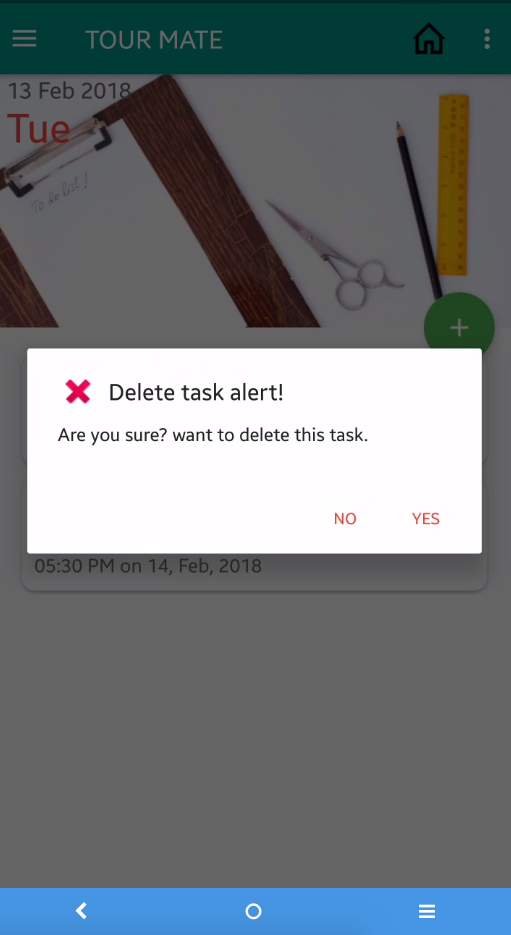 TOUR MATE
13 Feb 2018
Tue
To do list!
Delete task alert!
Are you sure? want to delete this task.
NO
YES
05:30 PM on 14, Feb, 2018